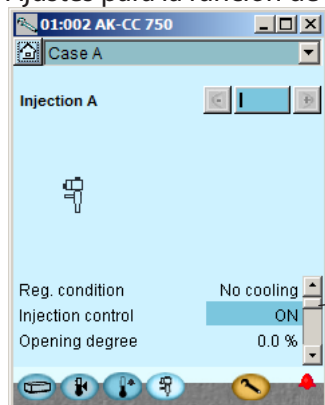 Ajustes para la función de
01:002 AK-CC 750
Case A
Injection A
Reg. condition No cooling
Injection control ON
Opening degree 0.0 %